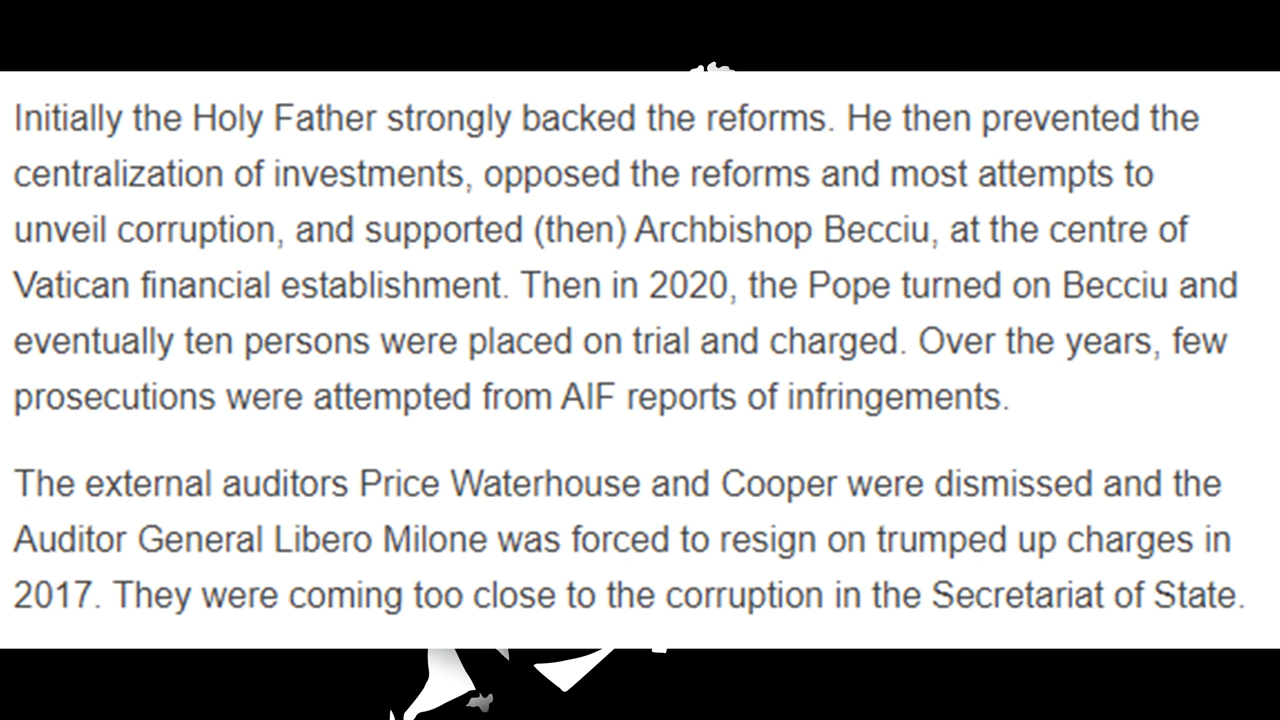 Initially the Holy Father strongly backed the reforms. He then prevented the
centralization of investments, opposed the reforms and most attempts to
unveil corruption, and supported (then) Archbishop Becciu, at the centre of
Vatican financial establishment. Then in 2020, the Pope turned on Becciu and
eventually ten persons were placed on trial and charged. Over the years, few
prosecutions were attempted from AIF reports of infringements.
The external auditors Price Waterhouse and Cooper were dismissed and the
Auditor General Libero Milone was forced to resign on trumped up charges in
2017. They were coming too close to the corruption in the Secretariat of State.